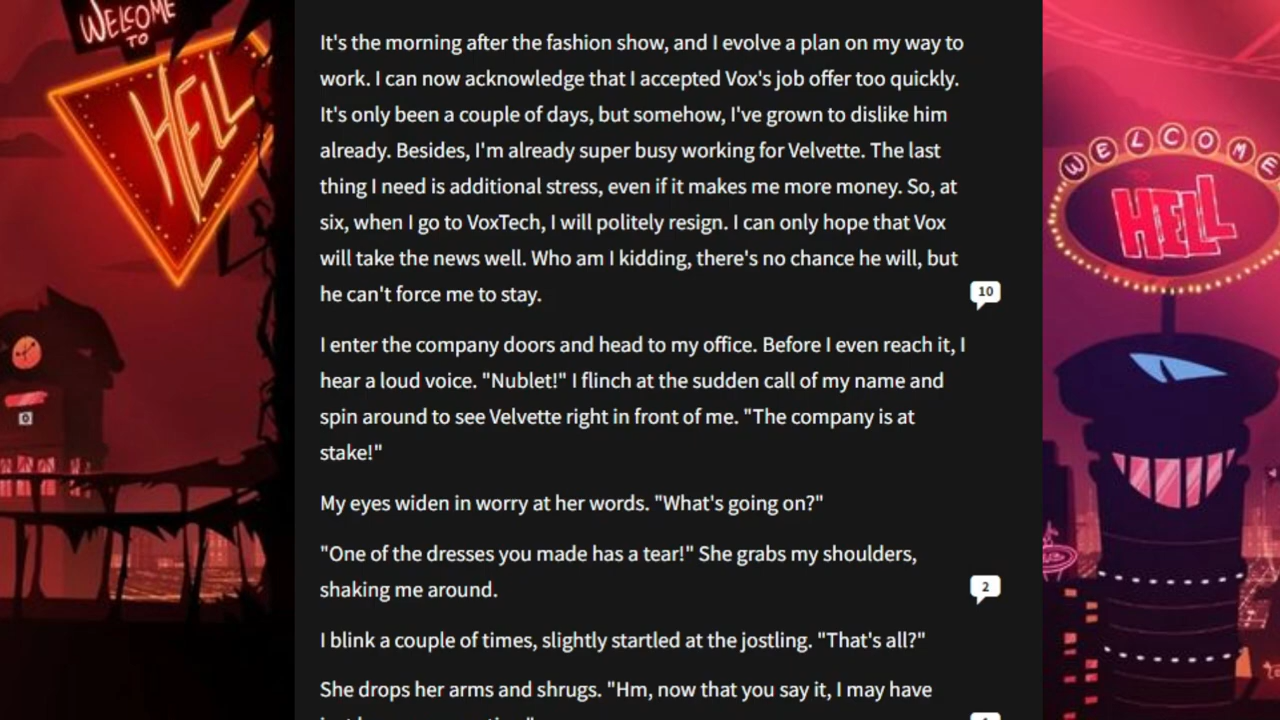 WELCOME
TO
HELL
WELCOME
HELL
It's the morning after the fashion show, and I evolve a plan on my way to
work. I can now acknowledge that I accepted Vox's job offer too quickly.
It's only been a couple of days, but somehow, I've grown to dislike him
already. Besides, I'm already super busy working for Velvette. The last
thing I need is additional stress, even if it makes me more money. So, at
six, when I go to VoxTech, I will politely resign. I can only hope that Vox
will take the news well. Who am I kidding, there's no chance he will, but
he can't force me to stay.
10
I enter the company doors and head to my office. Before I even reach it, I
hear a loud voice. "Nublet!" I flinch at the sudden call of my name and
spin around to see Velvette right in front of me. "The company is at
stake!"
My eyes widen in worry at her words. "What's going on?"
"One of the dresses you made has a tear!" She grabs my shoulders,
shaking me around.
2
I blink a couple of times, slightly startled at the jostling. "That's all?"
She drops her arms and shrugs. "Hm, now that you say it, I may have